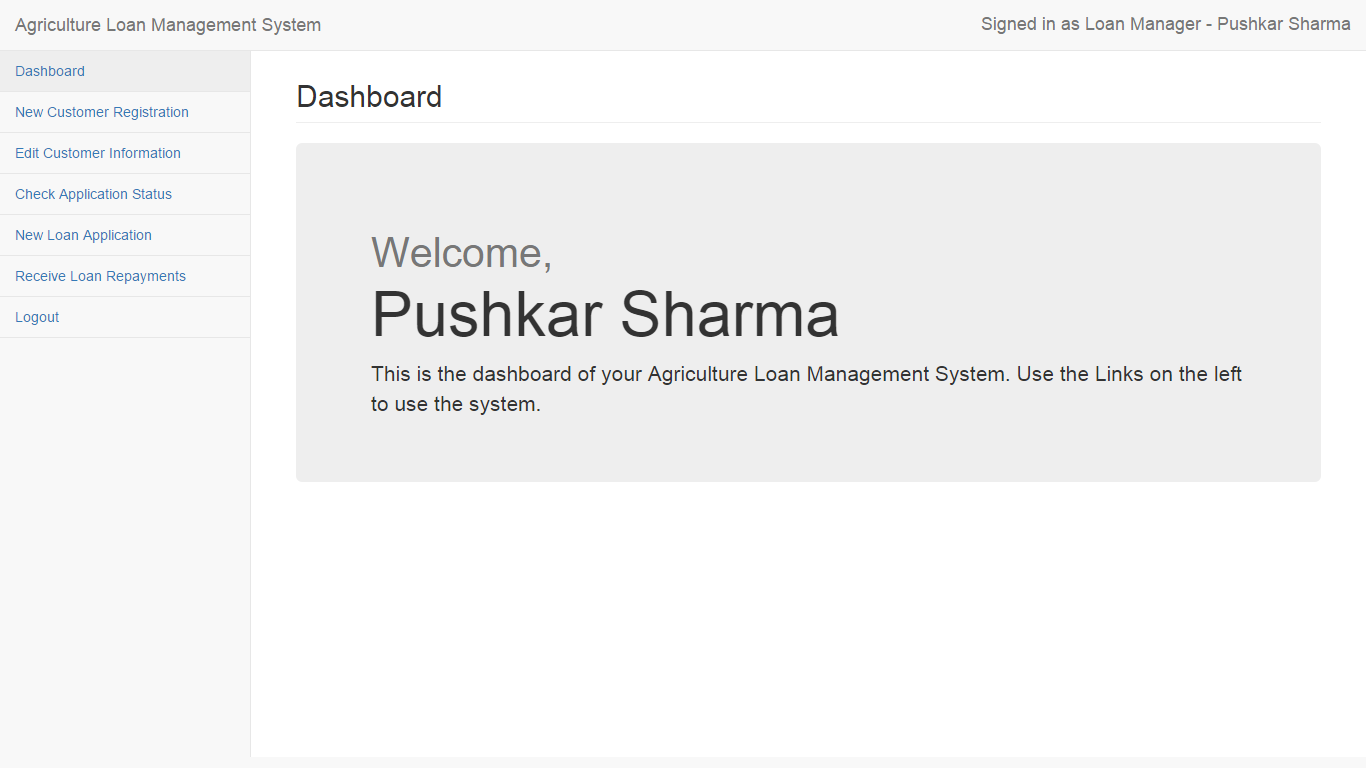 Agriculture Loan Management System
Signed in as Loan Manager - Pushkar Sharma
Dashboard
New Customer Registration
Edit Customer Information
Check Application Status
New Loan Application
Receive Loan Repayments
Logout
Dashboard
Welcome,
Pushkar Sharma
This is the dashboard of your Agriculture Loan Management System. Use the Links on the left
to use the system.